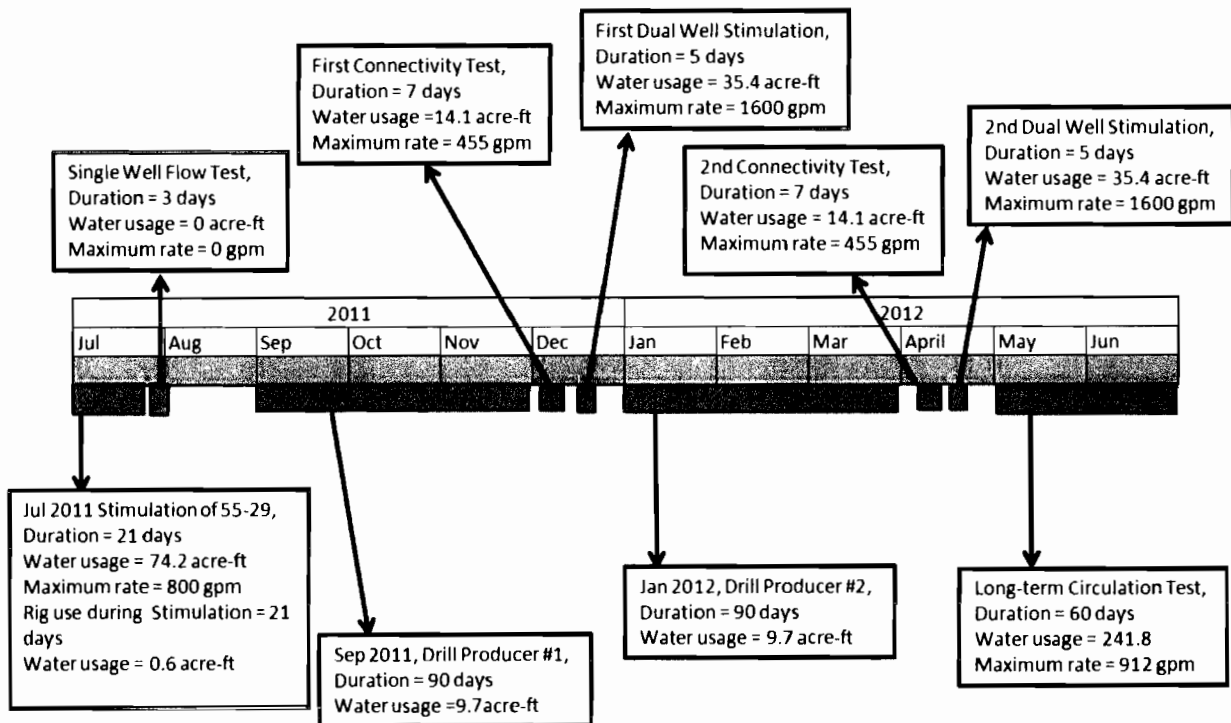 First Dual Well Stimulation,
Duration = 5 days
Water usage = 35.4 acre-ft
Maximum rate = 1600 gpm
First Connectivity Test,
Duration = 7 days
Water usage =14.1 acre-ft
Maximum rate = 455 gpm
2nd Dual Well Stimulation,
Duration = 5 days
Water usage = 35.4 acre-ft
Maximum rate = 1600 gpm
Single Well Flow Test,
Duration = 3 days
Water usage = 0 acre-ft
Maximum rate = 0 gpm
2nd Connectivity Test,
Duration = 7 days
Water usage = 14.1 acre-ft
Maximum rate = 455 gpm
2011 2012
Jul Aug Sep Oct Nov Dec Jan Feb Mar April May Jun
Jul 2011 Stimulation of 55-29,
Duration = 21 days
Water usage = 74.2 acre-ft
Maximum rate = 800 gpm
Rig use during Stimulation = 21
days
Water usage = 0.6 acre-ft
Sep 2011, Drill Producer #1,
Duration = 90 days
Water usage =9.7acre-ft
Jan 2012, Drill Producer #2,
Duration = 90 days
Water usage = 9.7 acre-ft
Long-term Circulation Test,
Duration = 60 days
Water usage = 241.8
Maximum rate = 912 gpm